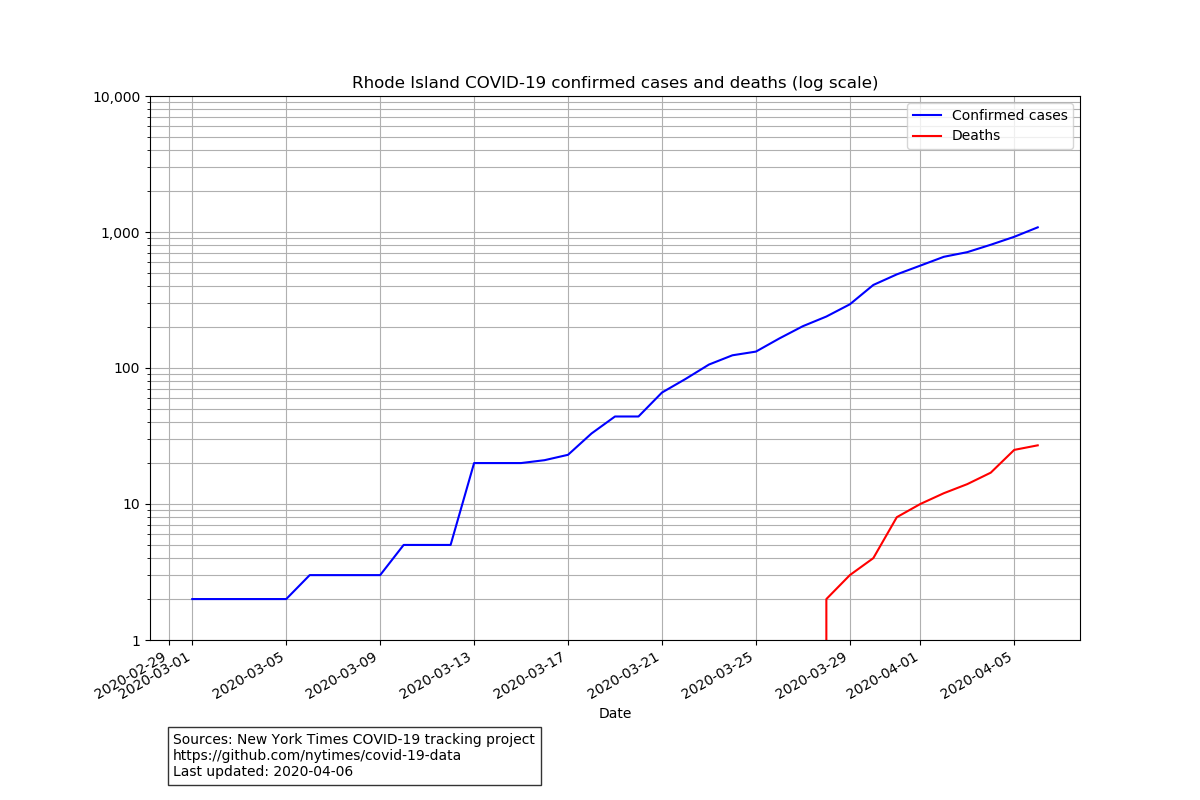 Rhode Island COVID-19 confirmed cases and deaths (log scale)
10,000
1,000
100
10
1
Confirmed cases
Deaths
2020-02-29
2020-03-01
2020-03-05
2020-03-09
2020-03-13
2020-03-17
2020-03-21
2020-03-25
2020-03-29
2020-04-01
2020-04-05
Date
Sources: New York Times COVID-19 tracking project
https://github.com/nytimes/covid-19-data
Last updated: 2020-04-06